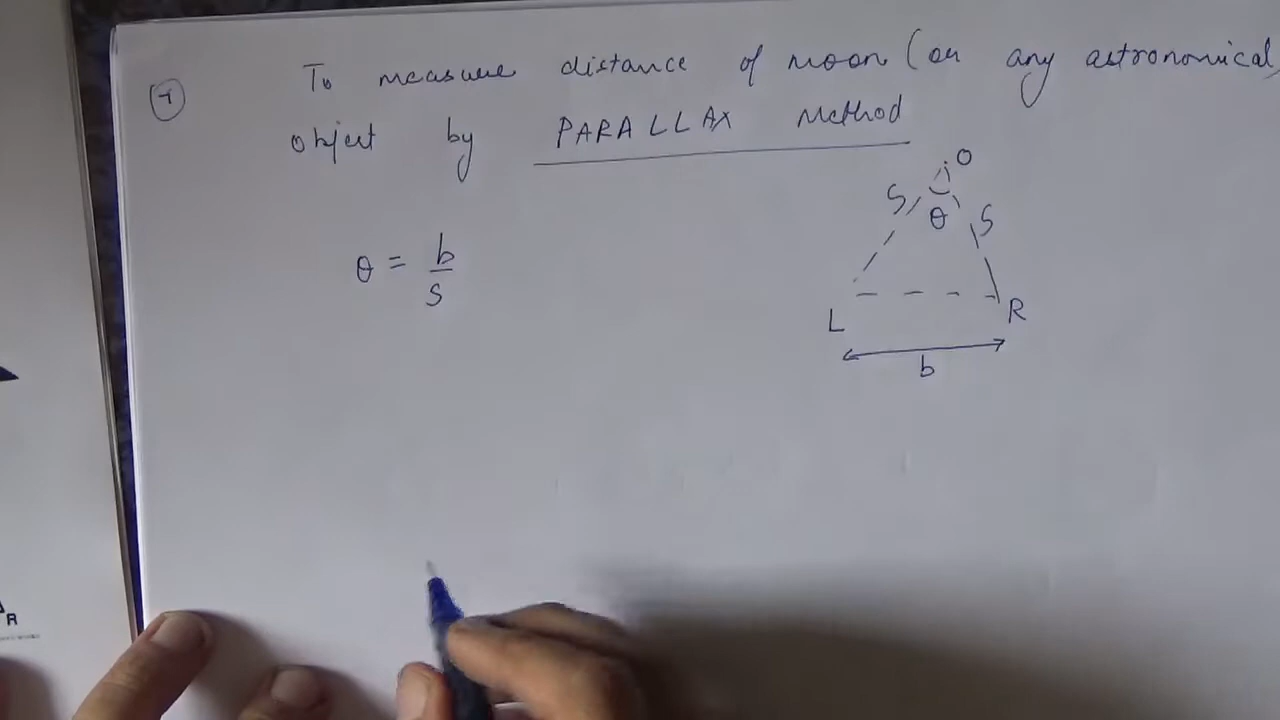 (7) To measure distance of moon (or any astronomical
object by PARALLAX Method
O
S S
θ
θ = b/s
L R
b
R